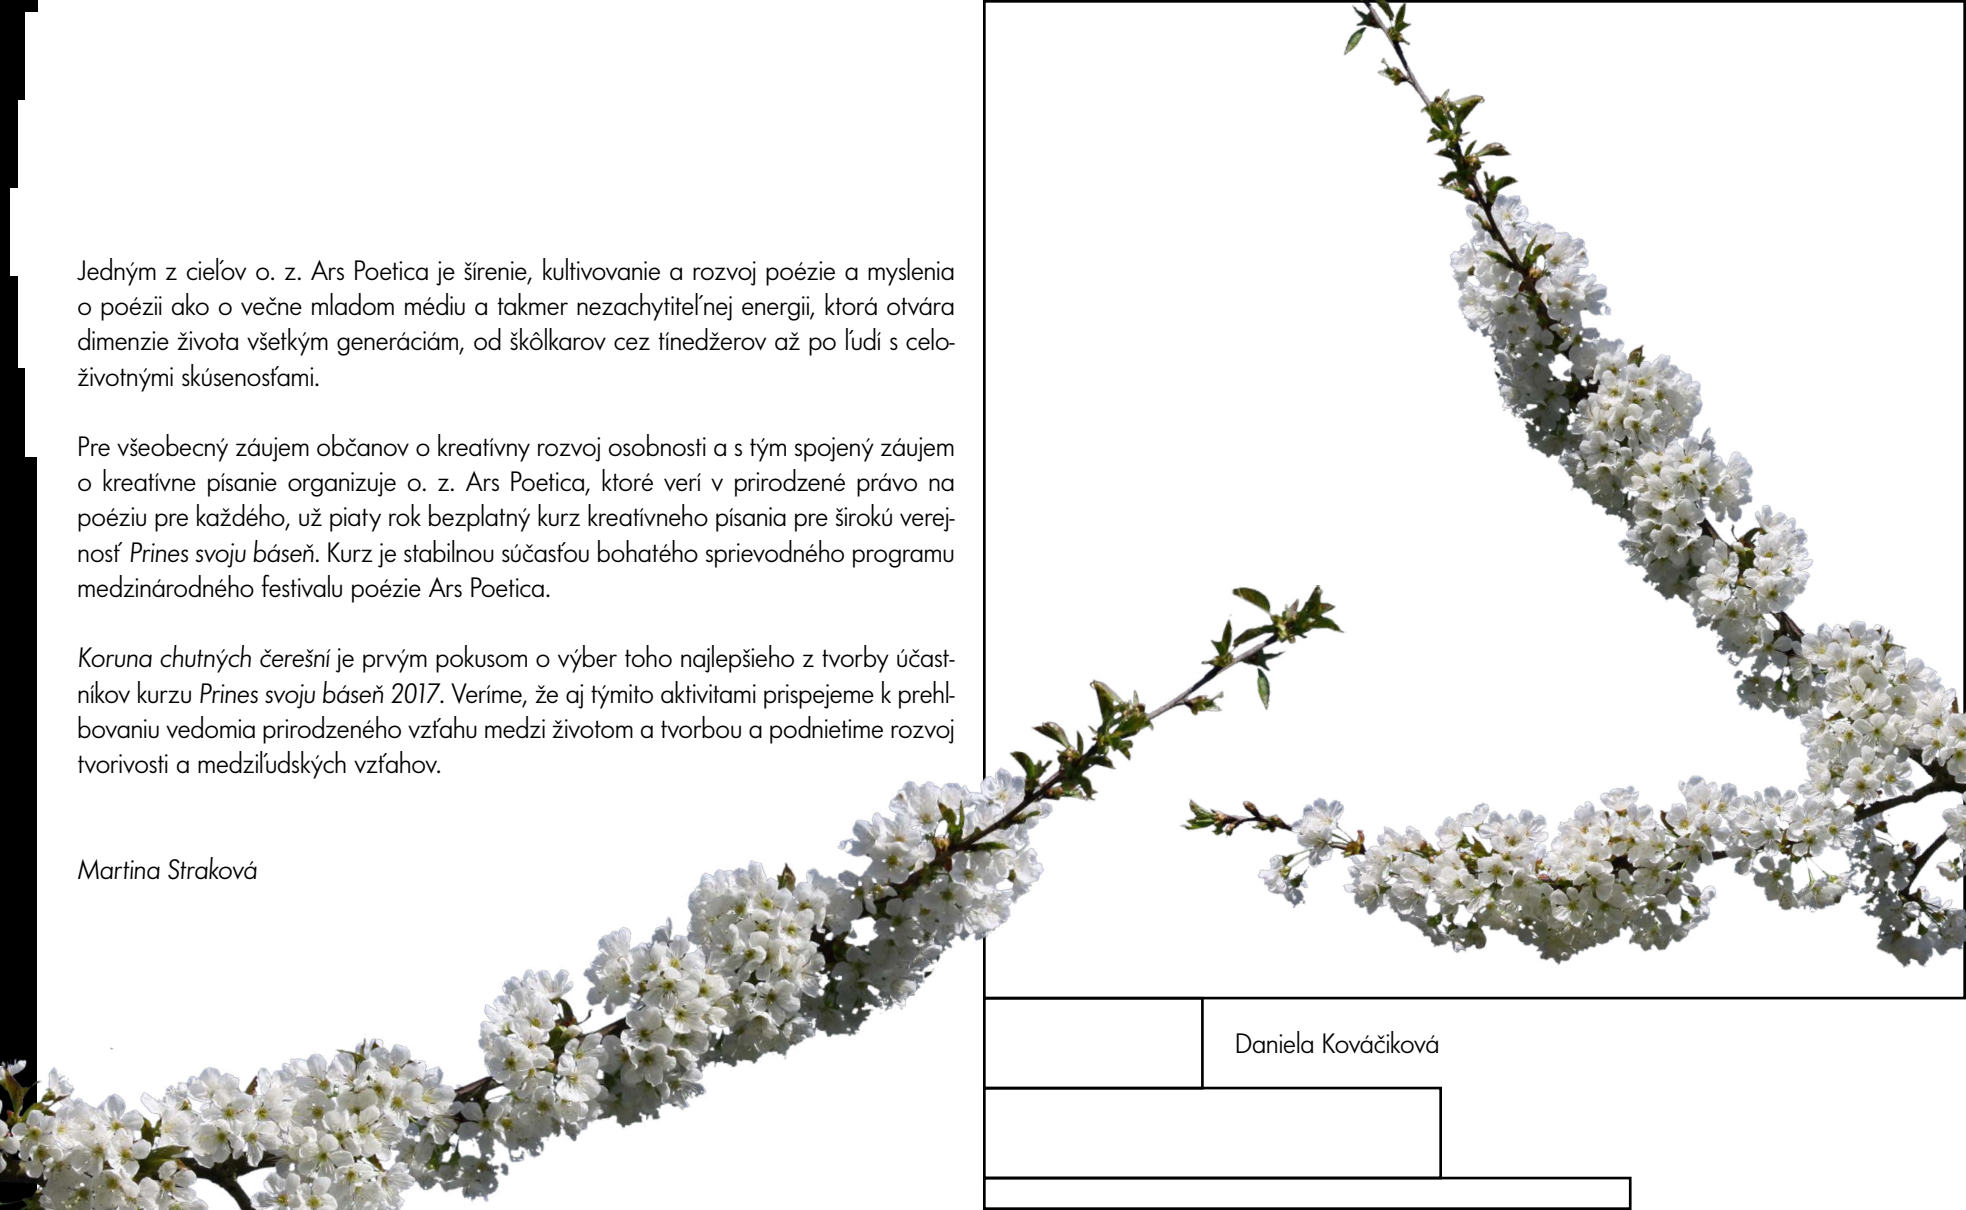 Jedným z cieľov o. z. Ars Poetica je šírenie, kultivovanie a rozvoj poézie a myslenia
o poézii ako o večne mladom médiu a takmer nezachytiteľnej energii, ktorá otvára
dimenzie života všetkým generáciám, od škôlkarov cez tínedžerov až po ľudí s celo-
životnými skúsenosťami.
Pre všeobecný záujem občanov o kreatívny rozvoj osobnosti a s tým spojený záujem
o kreatívne písanie organizuje o. z. Ars Poetica, ktoré verí v prirodzené právo na
poéziu pre každého, už piaty rok bezplatný kurz kreatívneho písania pre širokú verej-
nosť Prines svoju báseň. Kurz je stabilnou súčasťou bohatého sprievodného programu
medzinárodného festivalu poézie Ars Poetica.
Koruna chutných čerešní je prvým pokusom o výber toho najlepšieho z tvorby účast-
níkov kurzu Prines svoju báseň 2017. Veríme, že aj týmito aktivitami prispejeme k prehl-
bovaniu vedomia prirodzeného vzťahu medzi životom a tvorbou a podnietime rozvoj
tvorivosti a medziľudských vzťahov.
Martina Straková
Daniela Kováčiková